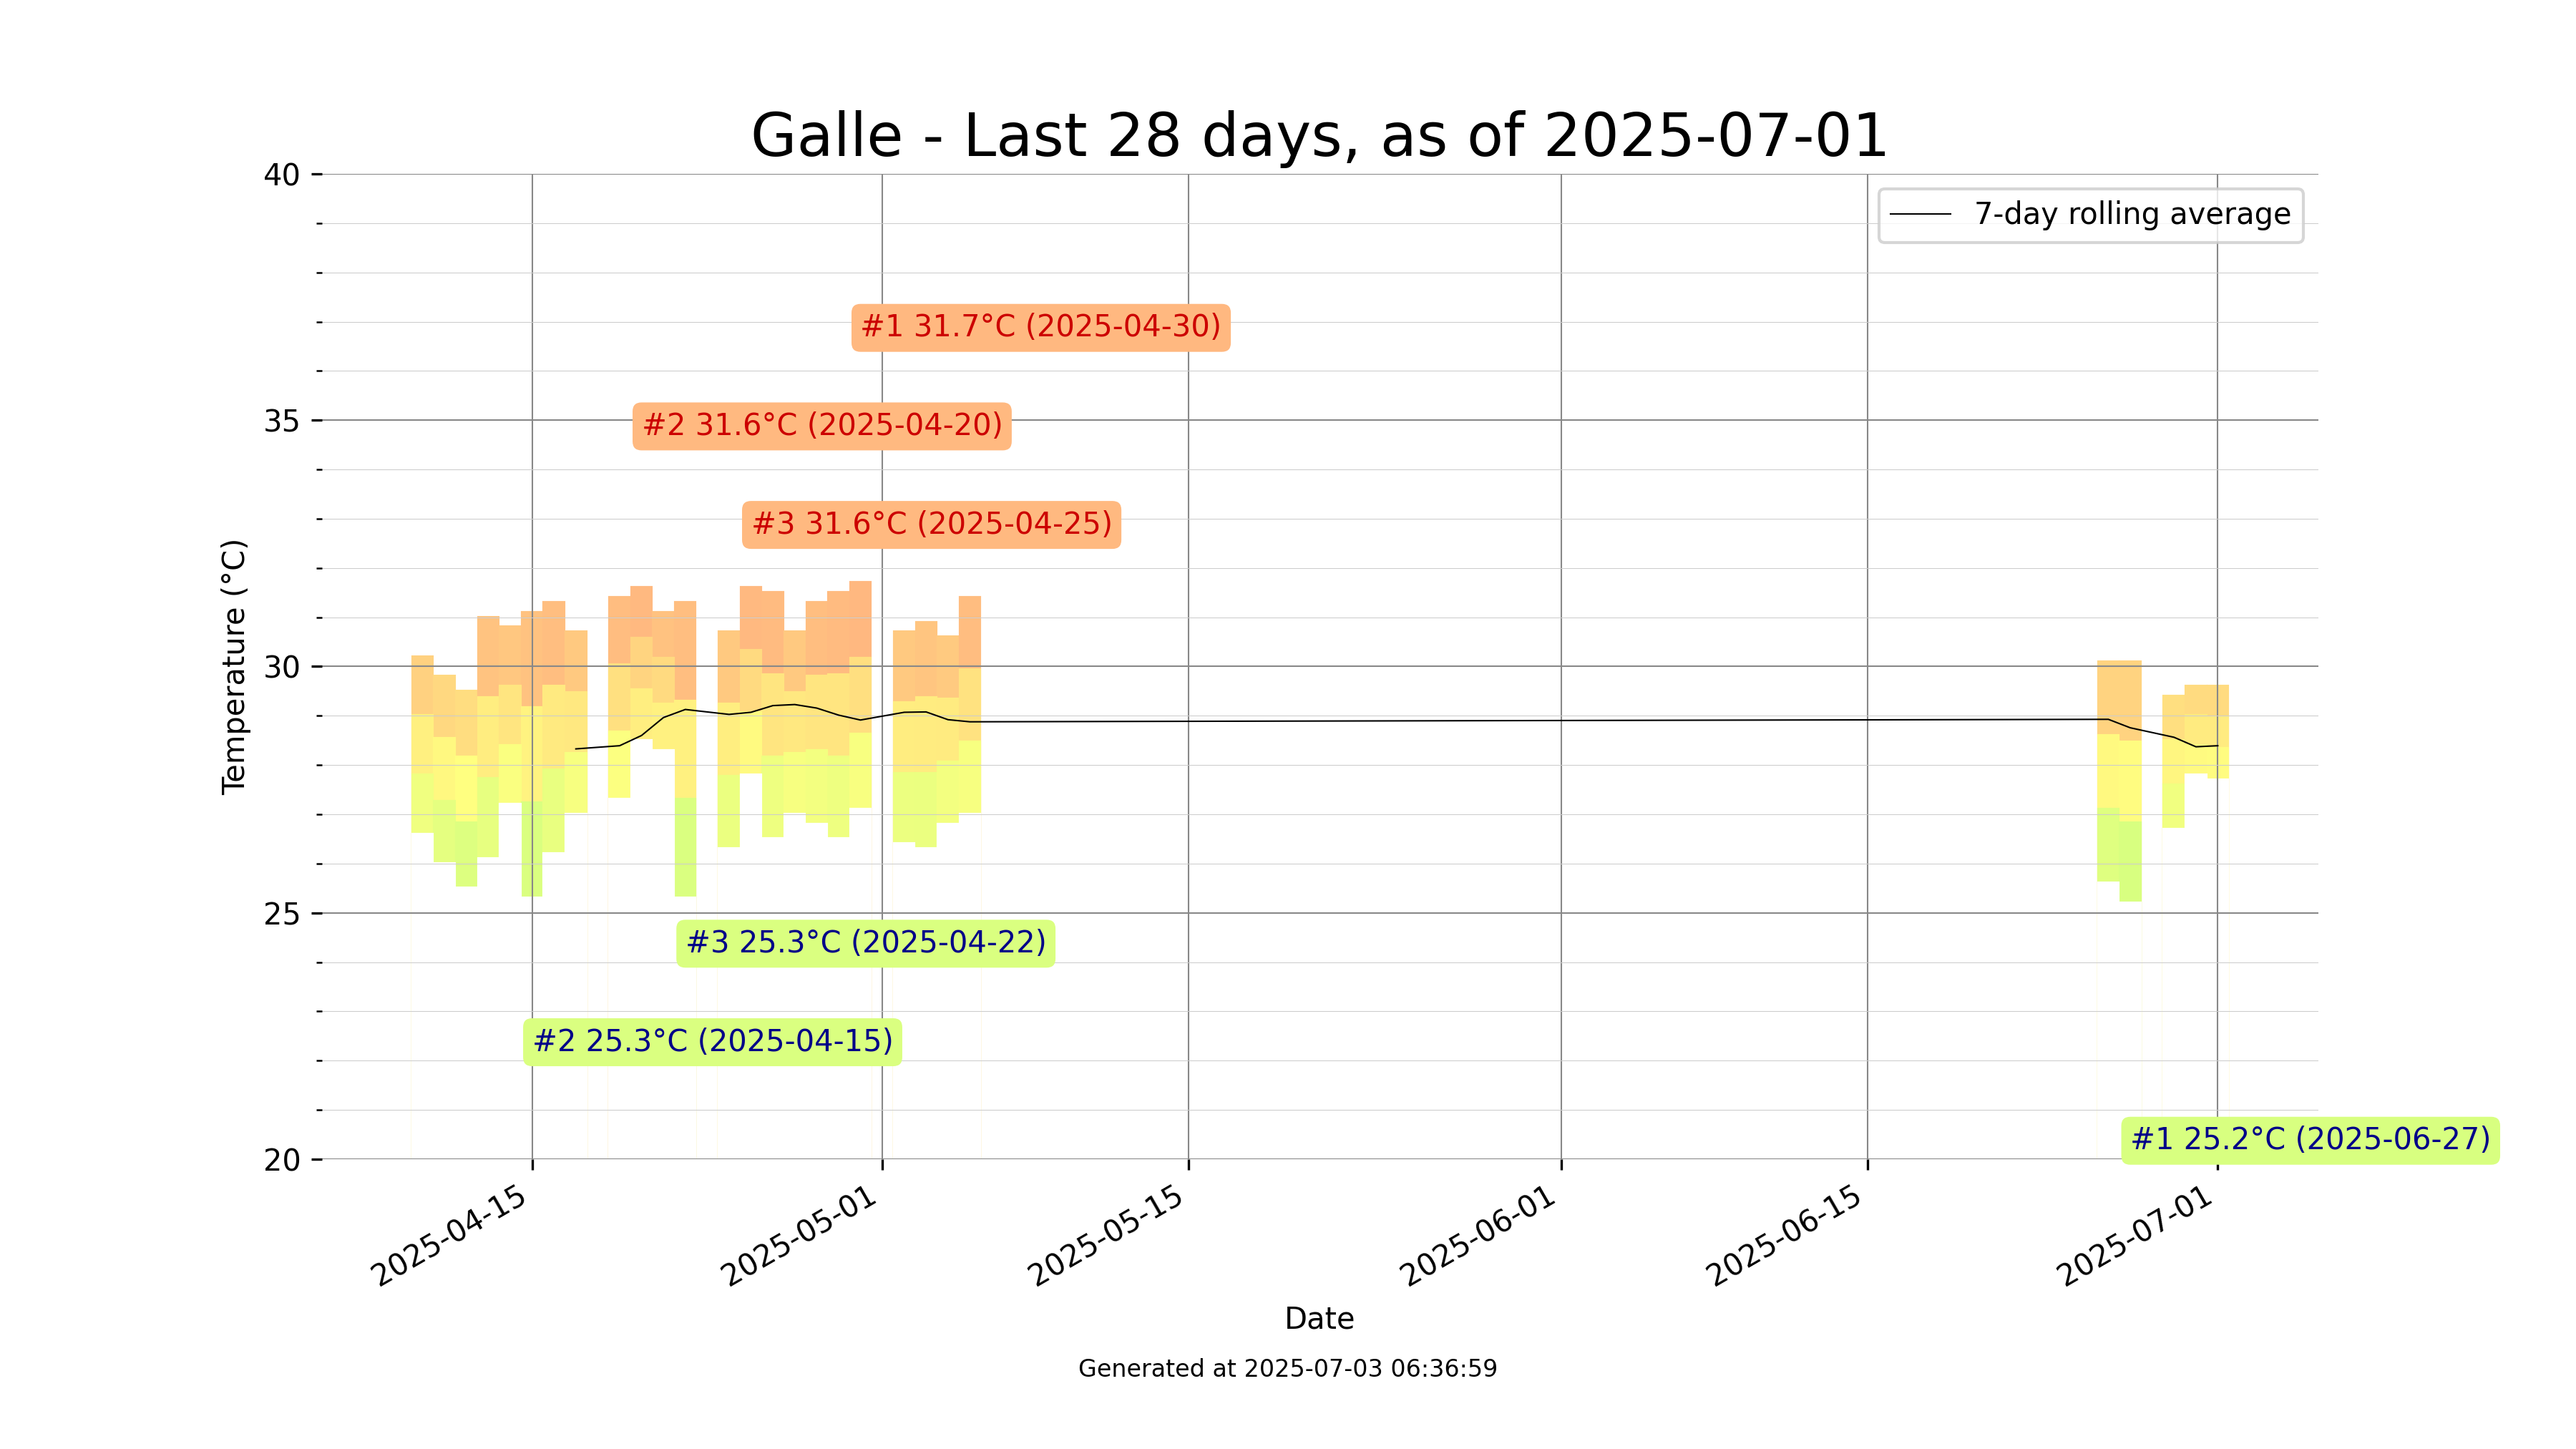 Galle - Last 28 days, as of 2025-07-01
40
7-day rolling average
#1 31.7°C (2025-04-30)
35
#2 31.6°C (2025-04-20)
#3 31.6°C (2025-04-25)
Temperature (°C)
30
25
#3 25.3°C (2025-04-22)
#2 25.3°C (2025-04-15)
#1 25.2°C (2025-06-27)
20
2025-04-15
2025-05-01
2025-05-15
2025-06-01
2025-06-15
2025-07-01
Date
Generated at 2025-07-03 06:36:59